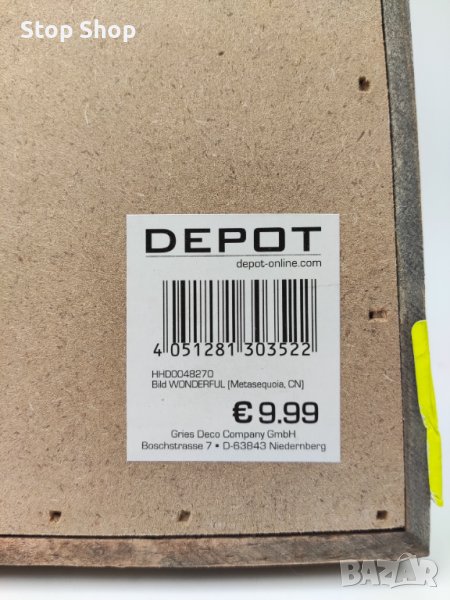 Stop Shop
DEPOT
depot-online.com
4 051281 303522
HHD0048270
Bild WONDERFUL (Metasequoia, CN)
€ 9.99
Gries Deco Company GmbH
Boschstrasse 7 • D-63843 Niedernberg
BAZAR